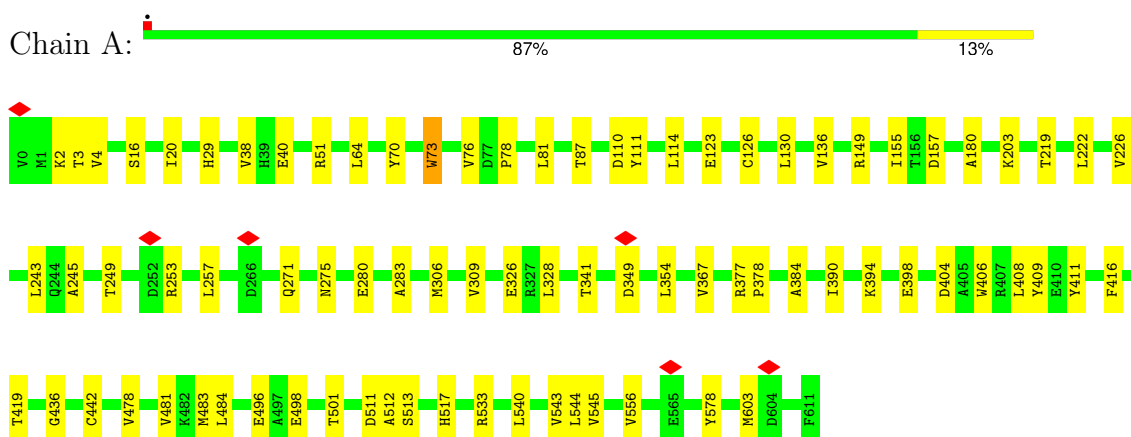 Chain A:
87% 13%
V0 M1 K2 T3 V4 S16 I20 H29 V38 H39 E40 R51 L64 Y70 W73 V76 D77 P78 L81 T87 D110 Y111 L114 E123 C126 L130 V136 R149 I155 T156 D157 A180 K203 T219 L222 V226
L243 Q244 A245 T249 D252 R253 L257 D266 Q271 N275 E280 A283 M306 V309 E326 R327 L328 T341 D349 L354 V367 R377 P378 A384 I390 K394 E398 D404 A405 W406 R407 L408 Y409 E410 Y411 F416
T419 G436 C442 V478 V481 K482 M483 L484 E496 A497 E498 T501 D511 A512 S513 H517 R533 L540 V543 L544 V545 V556 E565 Y578 M603 D604 F611